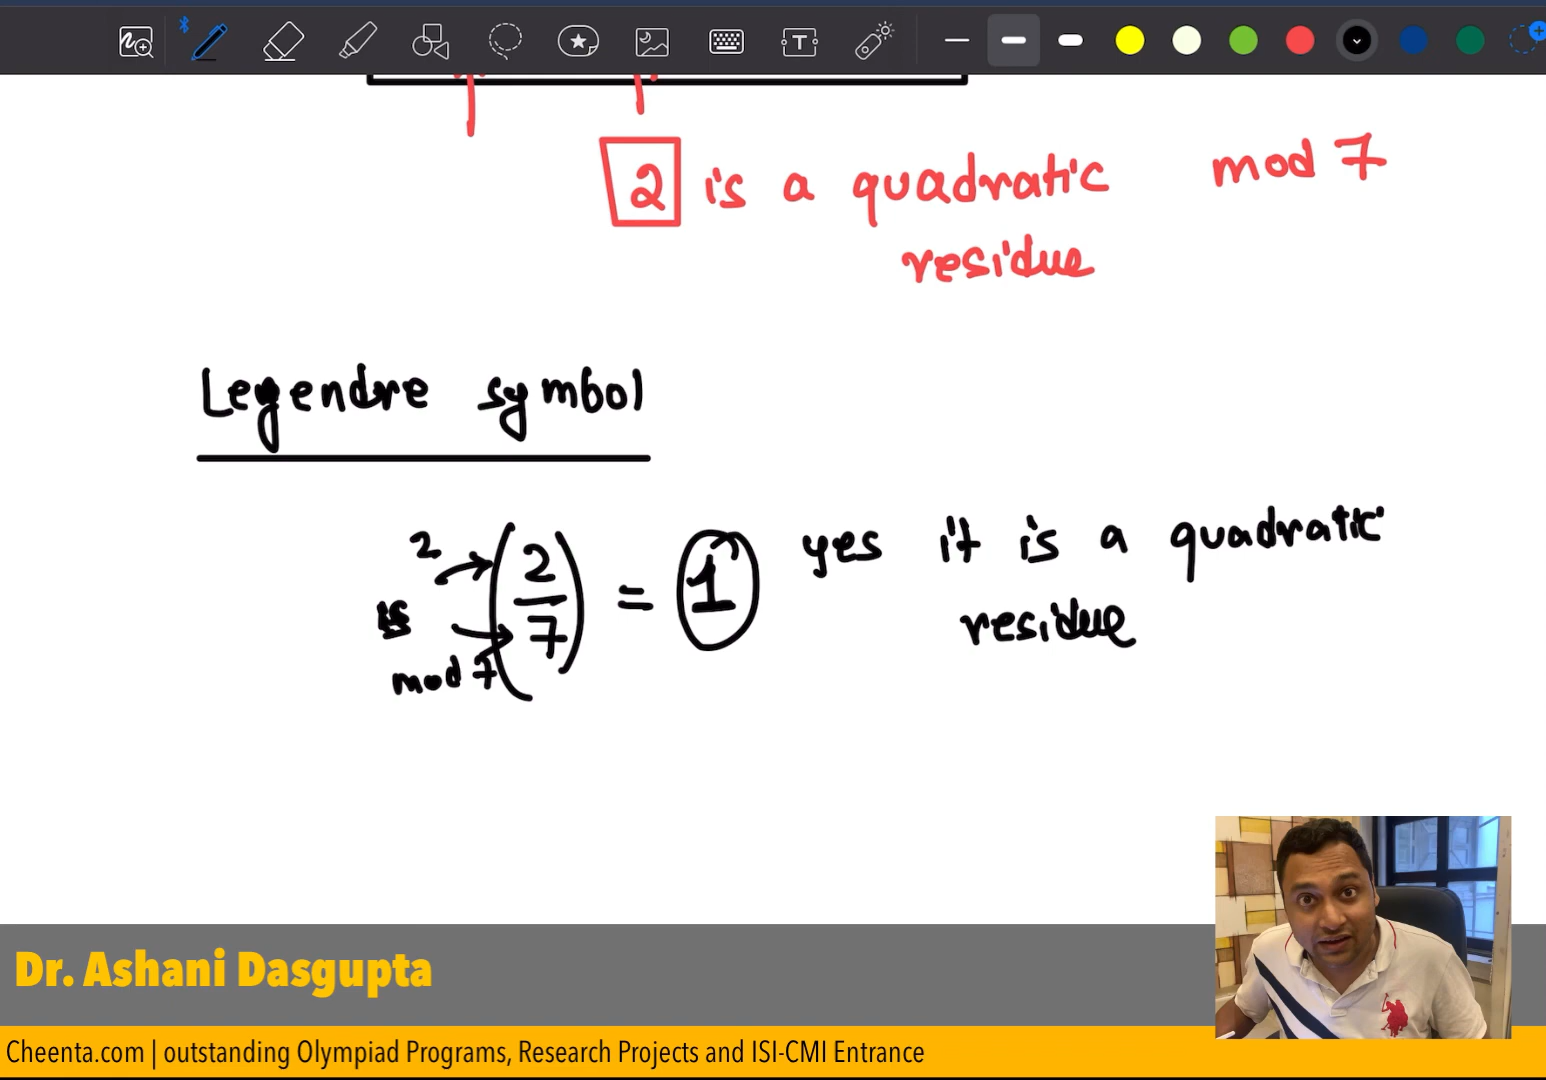 2 is a quadratic mod 7
residue
Legendre symbol
2 (2/7) = 1 yes it is a quadratic
is residue
mod 7
Dr. Ashani Dasgupta
Cheenta.com | outstanding Olympiad Programs, Research Projects and ISI-CMI Entrance